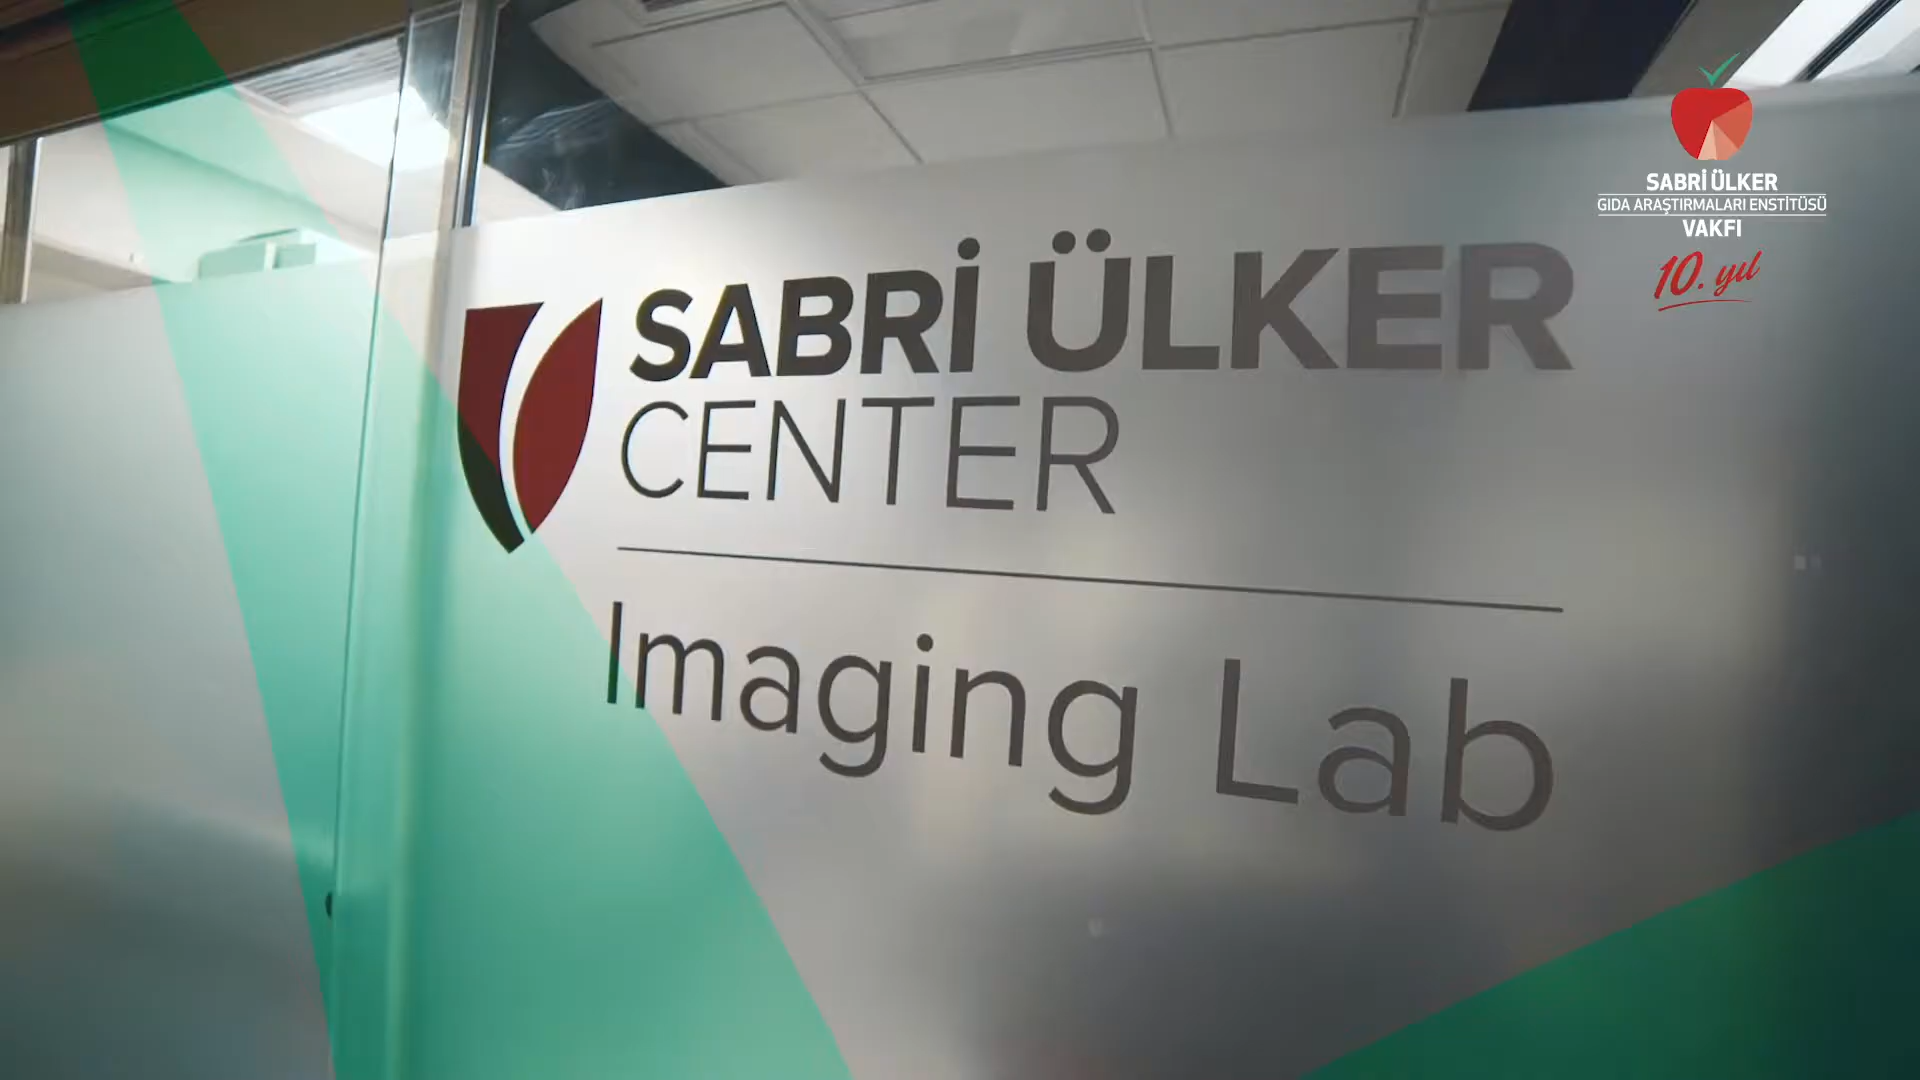 SABRİ ÜLKER
CENTER
Imaging Lab
SABRİ ÜLKER
GIDA ARAŞTIRMALARI ENSTİTÜSÜ
VAKFI
10. yıl